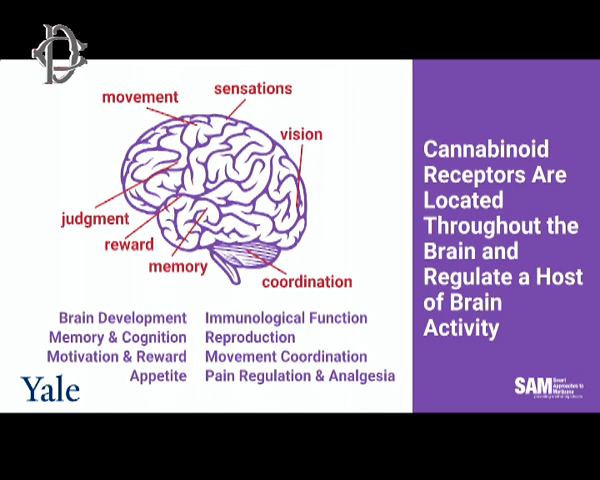 movement
sensations
vision
judgment
reward
memory
coordination
Brain Development
Memory & Cognition
Motivation & Reward
Appetite
Immunological Function
Reproduction
Movement Coordination
Pain Regulation & Analgesia
Yale
Cannabinoid
Receptors Are
Located
Throughout the
Brain and
Regulate a Host
of Brain
Activity
SAM
Smart
Approaches to
Marijuana